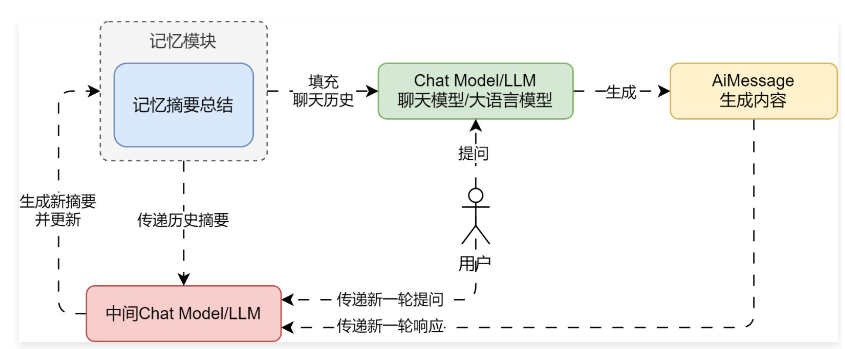 记忆模块
记忆摘要总结
填充
聊天历史
Chat Model/LLM
聊天模型/大语言模型
生成
AiMessage
生成内容
提问
用户
生成新摘要
并更新
传递历史摘要
中间Chat Model/LLM
传递新一轮提问
传递新一轮响应